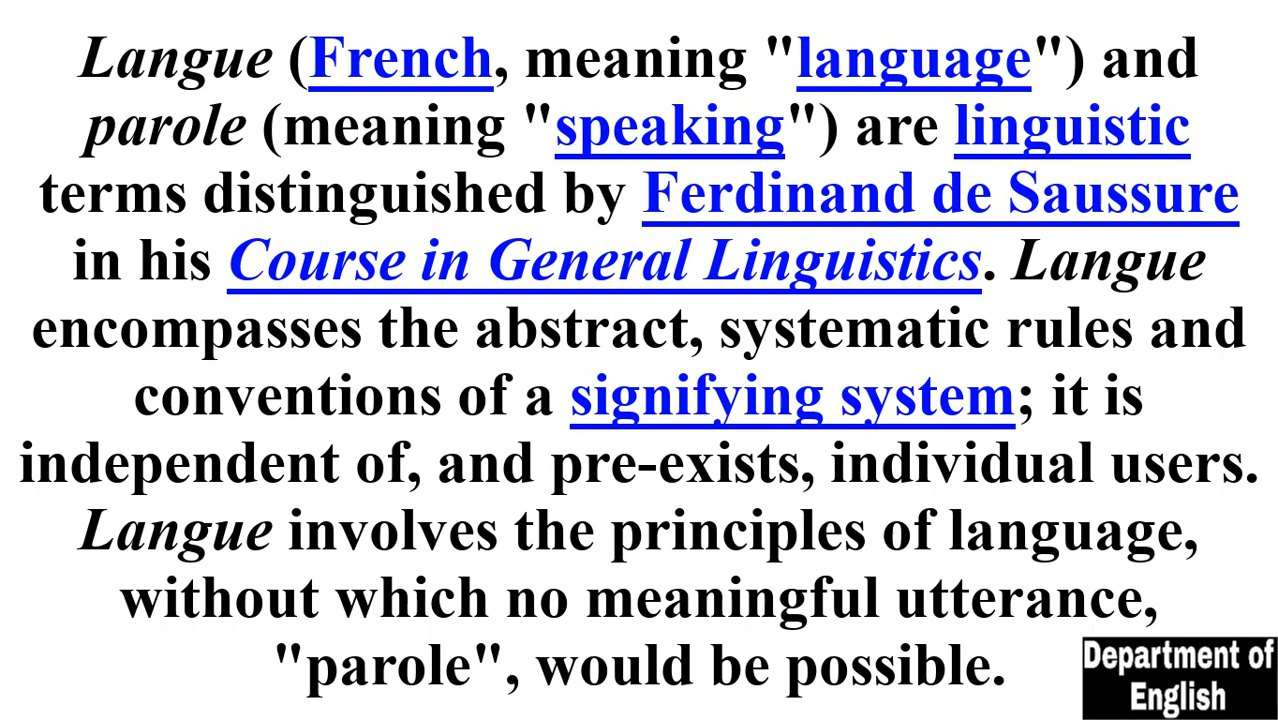 Langue (French, meaning "language") and
parole (meaning "speaking") are linguistic
terms distinguished by Ferdinand de Saussure
in his Course in General Linguistics. Langue
encompasses the abstract, systematic rules and
conventions of a signifying system; it is
independent of, and pre-exists, individual users.
Langue involves the principles of language,
without which no meaningful utterance,
"parole", would be possible.
Department of
English